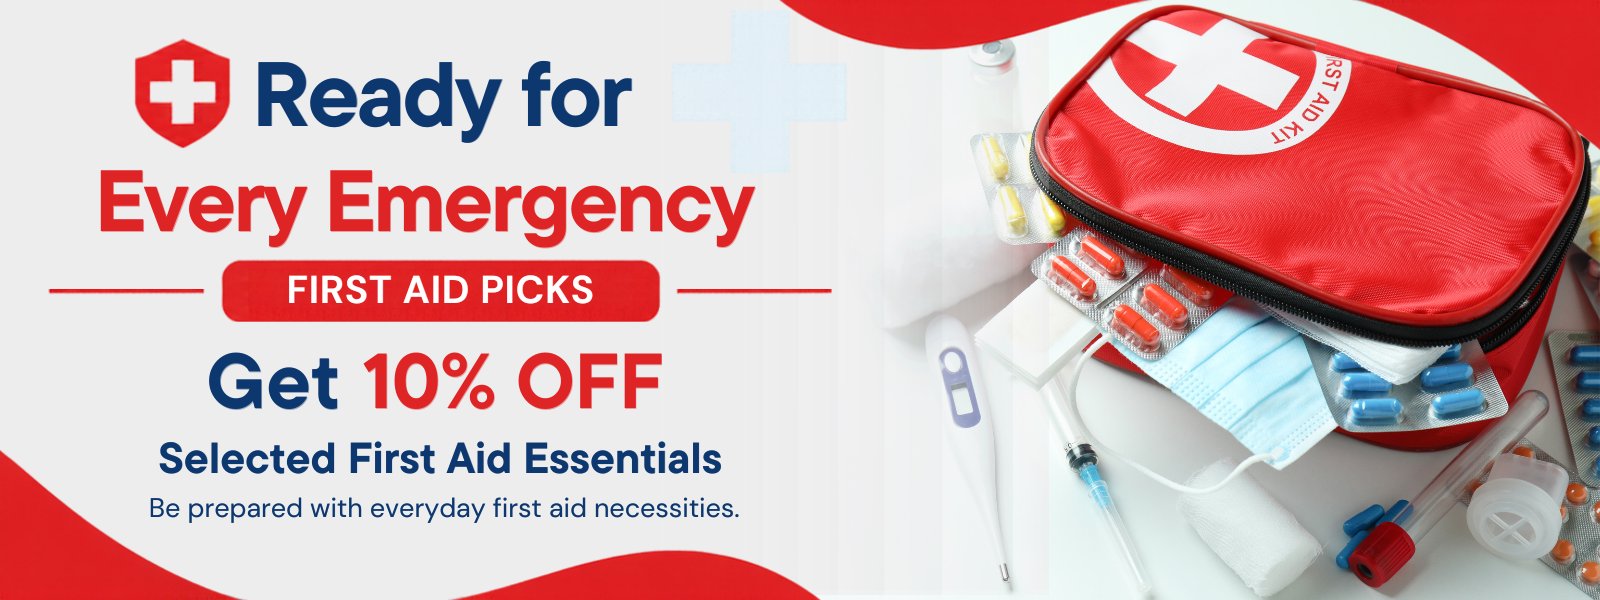 Ready for
Every Emergency
FIRST AID PICKS
Get 10% OFF
Selected First Aid Essentials
Be prepared with everyday first aid necessities.
RST AID KIT